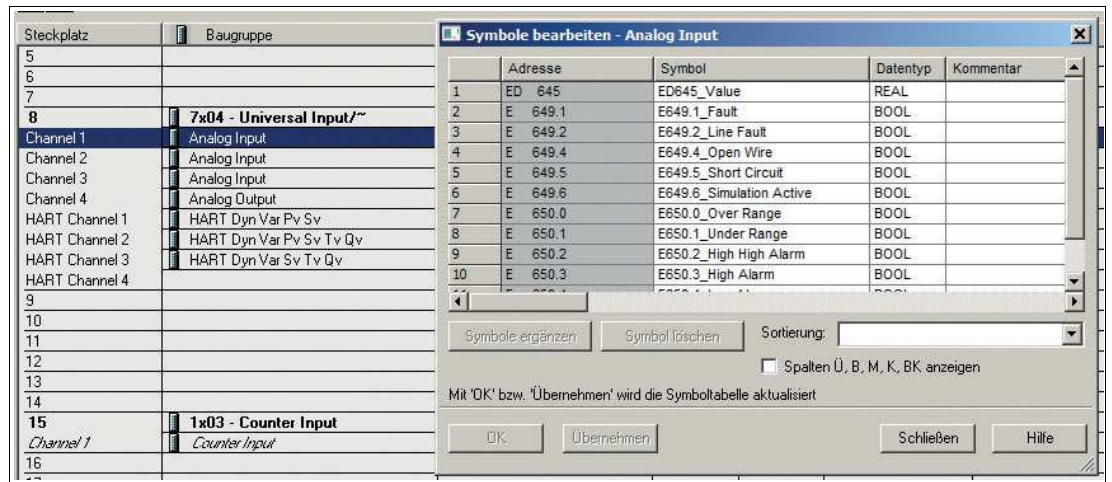 Steckplatz Baugruppe
5
6
7
8 7x04 - Universal Input/~
Channel 1 Analog Input
Channel 2 Analog Input
Channel 3 Analog Input
Channel 4 Analog Output
HART Channel 1 HART Dyn Var Pv Sv
HART Channel 2 HART Dyn Var Pv Sv Tv Qv
HART Channel 3 HART Dyn Var Sv Tv Qv
HART Channel 4
9
10
11
12
13
14
15 1x03 - Counter Input
Channel 1 Counter Input
16
Symbole bearbeiten - Analog Input
Adresse Symbol Datentyp Kommentar
1 ED 645 ED645_Value REAL
2 E 649.1 E649.1_Fault BOOL
3 E 649.2 E649.2_Line Fault BOOL
4 E 649.4 E649.4_Open Wire BOOL
5 E 649.5 E649.5_Short Circuit BOOL
6 E 649.6 E649.6_Simulation Active BOOL
7 E 650.0 E650.0_Over Range BOOL
8 E 650.1 E650.1_Under Range BOOL
9 E 650.2 E650.2_High High Alarm BOOL
10 E 650.3 E650.3_High Alarm BOOL
Symbole ergänzen Symbol löschen Sortierung:
Spalten Ü, B, M, K, BK anzeigen
Mit 'OK' bzw. 'Übernehmen' wird die Symboltabelle aktualisiert
OK Übernehmen Schließen Hilfe